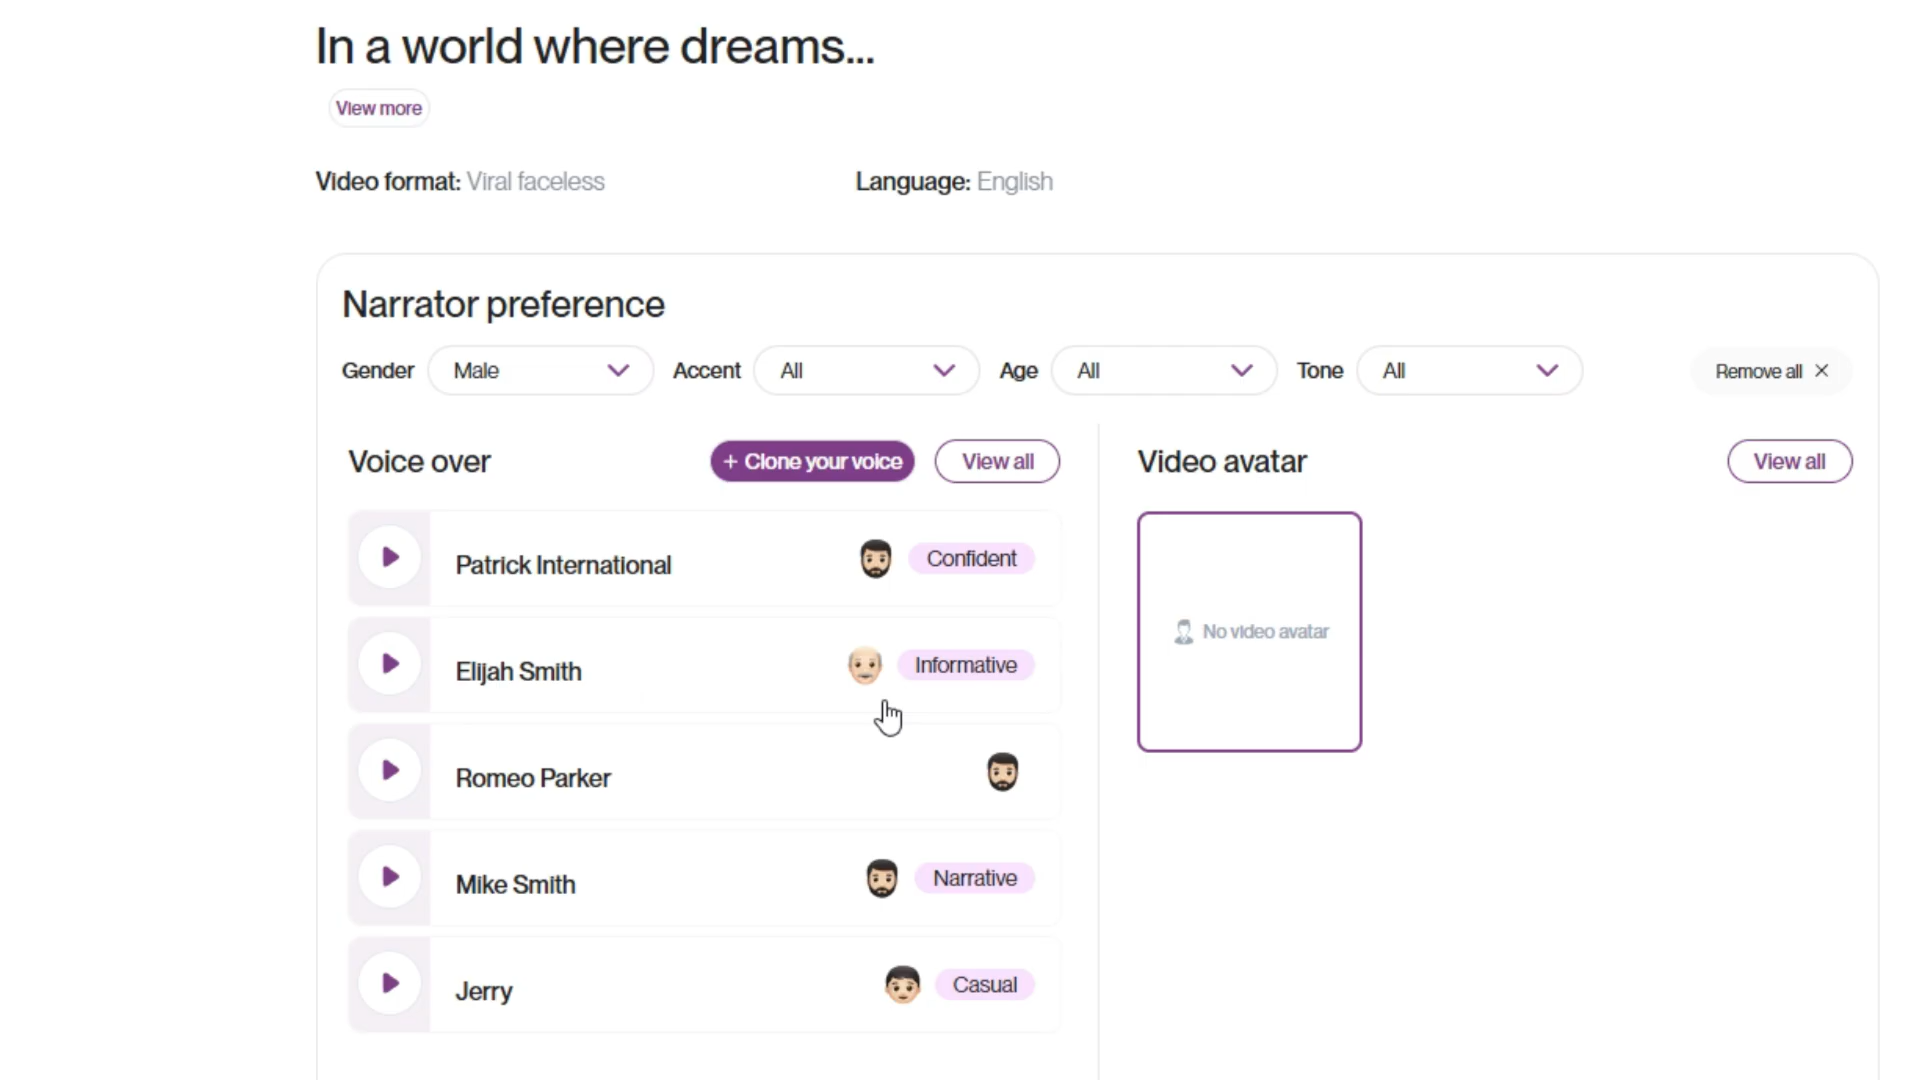 In a world where dreams...
View more
Video format: Viral faceless
Language: English
Narrator preference
Gender Male Accent All Age All Tone All Remove all ×
Voice over + Clone your voice View all
Video avatar View all
Patrick International Confident
Elijah Smith Informative
No video avatar
Romeo Parker
Mike Smith Narrative
Jerry Casual